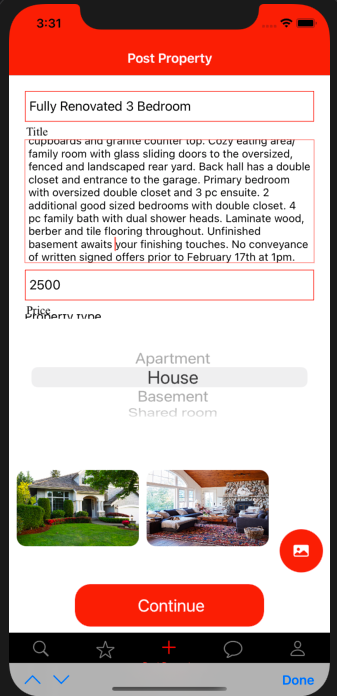 3:31
Post Property
Fully Renovated 3 Bedroom
Title
cupboards and granite counter top. Cozy eating area/
family room with glass sliding doors to the oversized,
fenced and landscaped rear yard. Back hall has a double
closet and entrance to the garage. Primary bedroom
with oversized double closet and 3 pc ensuite. 2
additional good sized bedrooms with double closet. 4
pc family bath with dual shower heads. Laminate wood,
berber and tile flooring throughout. Unfinished
basement awaits your finishing touches. No conveyance
of written signed offers prior to February 17th at 1pm.
2500
Price
Property type
Apartment
House
Basement
Shared room
Continue
Done